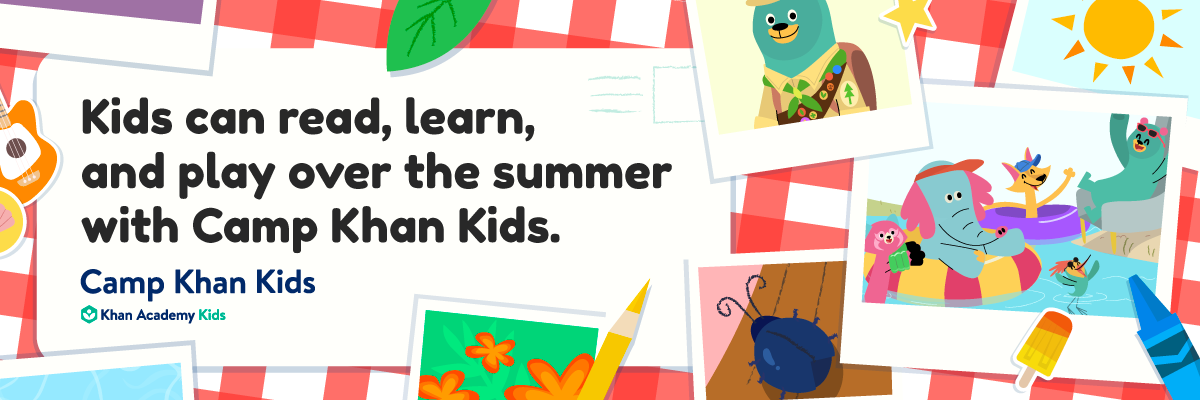 Kids can read, learn,
and play over the summer
with Camp Khan Kids.
Camp Khan Kids
Khan Academy Kids